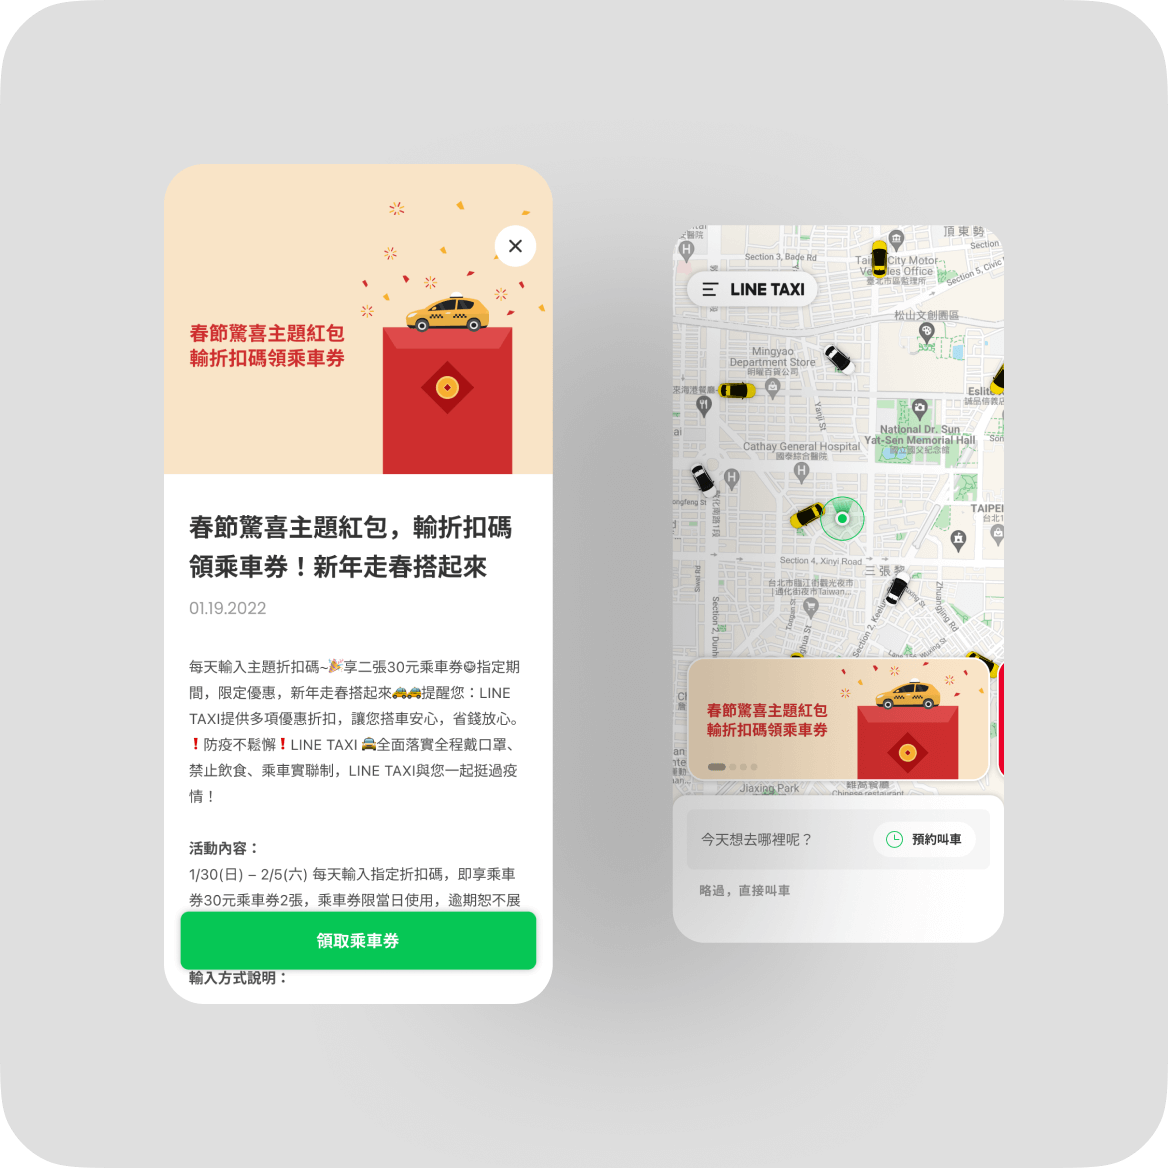 春節驚喜主題紅包
輸折扣碼領乘車券
春節驚喜主題紅包，輸折扣碼
領乘車券！新年走春搭起來
01.19.2022
每天輸入主題折扣碼~🎉享二張30元乘車券😆指定期
間，限定優惠，新年走春搭起來🚕🚕提醒您：LINE
TAXI提供多項優惠折扣，讓您搭車安心，省錢放心。
❗防疫不鬆懈❗LINE TAXI 🚖全面落實全程戴口罩、
禁止飲食、乘車實聯制，LINE TAXI與您一起挺過疫
情！
活動內容：
1/30(日) – 2/5(六) 每天輸入指定折扣碼，即享乘車
券30元乘車券2張，乘車券限當日使用，逾期恕不展
領取乘車券
輸入方式說明：
頂東勢
醫院
Section 3, Bade Rd
Section
City Motor
Vehicles Office
臺北市區監理所
Section 5, Civic
LINE TAXI
松山文創園區
Mingyao
Department Store
明曜百貨公司
Eslite
誠品信義店
Yanji St
National Dr. Sun
Yat-Sen Memorial Hall
國立國父紀念館
Cathay General Hospital
國泰綜合醫院
TAIPEI
台北1
Section 4, Xinyi Road
三張犁
台北市臨江街觀光夜市
|通化街夜市Taiwan...
Section 2, Keelung
Zhuangjing Rd
Section 2, Dunhua
春節驚喜主題紅包
輸折扣碼領乘車券
Jiaxing Park
Chinese restaurant
今天想去哪裡呢？
預約叫車
略過，直接叫車